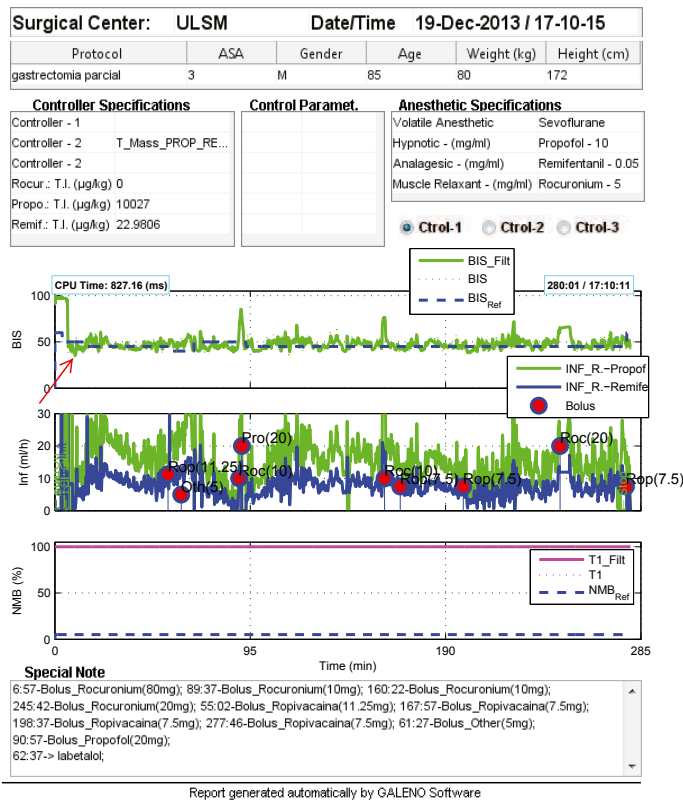 Surgical Center: ULSM Date/Time 19-Dec-2013 / 17-10-15
Protocol ASA Gender Age Weight (kg) Height (cm)
gastrectomia parcial 3 M 85 80 172
Controller Specifications Control Paramet. Anesthetic Specifications
Controller - 1
Controller - 2 T_Mass_PROP_RE...
Controller - 2
Rocur.: T.I. (µg/kg) 0
Propo.: T.I. (µg/kg) 10027
Remif.: T.I. (µg/kg) 22.9806
Volatile Anesthetic Sevoflurane
Hypnotic - (mg/ml) Propofol - 10
Analagesic - (mg/ml) Remifentanil - 0.05
Muscle Relaxant - (mg/ml) Rocuronium - 5
Ctrol-1 Ctrol-2 Ctrol-3
BIS_Filt
BIS
BIS_Ref
CPU Time: 827.16 (ms) 280:01 / 17:10:11
100
50
0
BIS
INF_R.-Propof
INF_R.-Remife
Bolus
30
20
10
0
Inf (ml/h)
Pro(20) Roc(20)
Rop(11.25) Roc(10) Roc(10) Rop(7.5) Rop(7.5) Rop(7.5)
Oth(5)
100
50
0
NMB (%)
T1_Filt
T1
NMB_Ref
0 95 190 285
Time (min)
Special Note
6:57-Bolus_Rocuronium(80mg); 89:37-Bolus_Rocuronium(10mg); 160:22-Bolus_Rocuronium(10mg);
245:42-Bolus_Rocuronium(20mg); 55:02-Bolus_Ropivacaina(11.25mg); 167:57-Bolus_Ropivacaina(7.5mg);
198:37-Bolus_Ropivacaina(7.5mg); 277:46-Bolus_Ropivacaina(7.5mg); 61:27-Bolus_Other(5mg);
90:57-Bolus_Propofol(20mg);
62:37-> labetalol;
Report generated automatically by GALENO Software